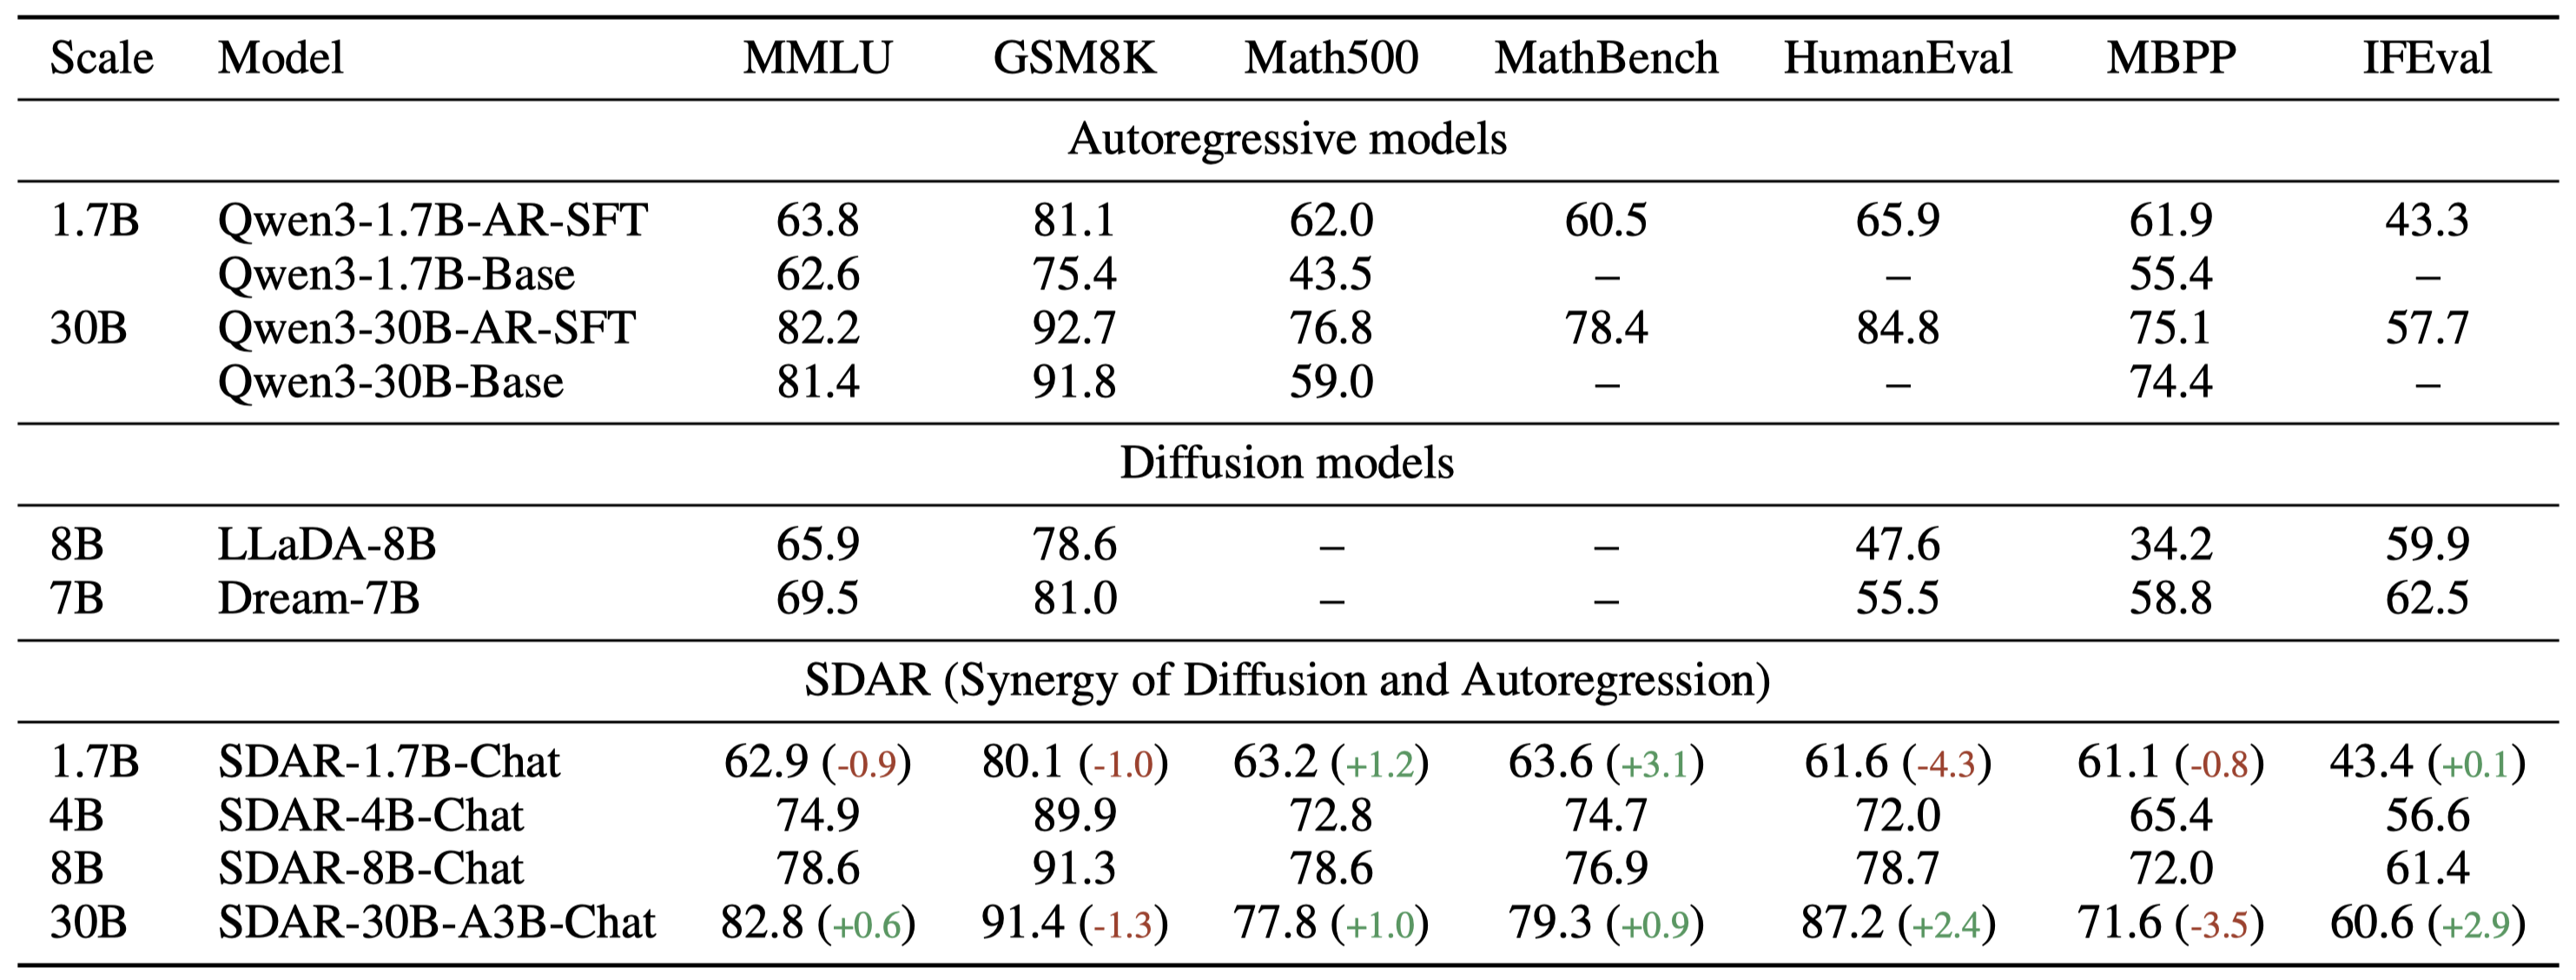 Scale Model MMLU GSM8K Math500 MathBench HumanEval MBPP IFEval
Autoregressive models
1.7B Qwen3-1.7B-AR-SFT 63.8 81.1 62.0 60.5 65.9 61.9 43.3
Qwen3-1.7B-Base 62.6 75.4 43.5 – – 55.4 –
30B Qwen3-30B-AR-SFT 82.2 92.7 76.8 78.4 84.8 75.1 57.7
Qwen3-30B-Base 81.4 91.8 59.0 – – 74.4 –
Diffusion models
8B LLaDA-8B 65.9 78.6 – – 47.6 34.2 59.9
7B Dream-7B 69.5 81.0 – – 55.5 58.8 62.5
SDAR (Synergy of Diffusion and Autoregression)
1.7B SDAR-1.7B-Chat 62.9 (-0.9) 80.1 (-1.0) 63.2 (+1.2) 63.6 (+3.1) 61.6 (-4.3) 61.1 (-0.8) 43.4 (+0.1)
4B SDAR-4B-Chat 74.9 89.9 72.8 74.7 72.0 65.4 56.6
8B SDAR-8B-Chat 78.6 91.3 78.6 76.9 78.7 72.0 61.4
30B SDAR-30B-A3B-Chat 82.8 (+0.6) 91.4 (-1.3) 77.8 (+1.0) 79.3 (+0.9) 87.2 (+2.4) 71.6 (-3.5) 60.6 (+2.9)